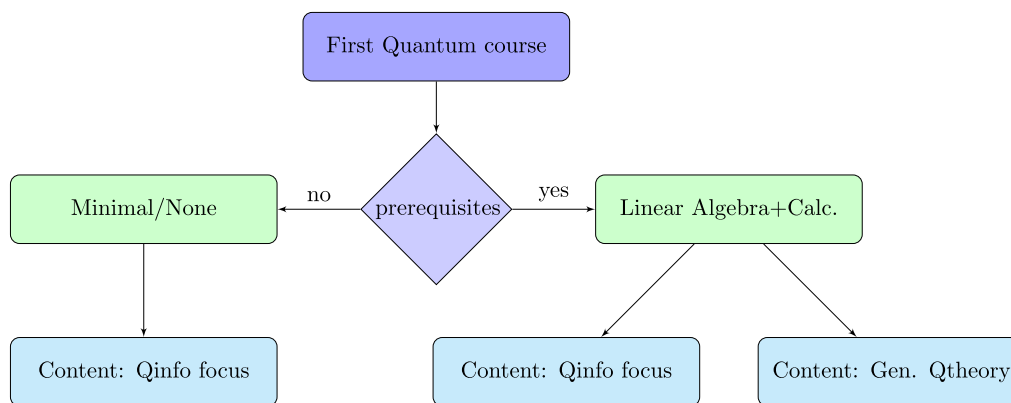 First Quantum course
no
yes
Minimal/None
prerequisites
Linear Algebra+Calc.
Content: Qinfo focus
Content: Qinfo focus
Content: Gen. Qtheory